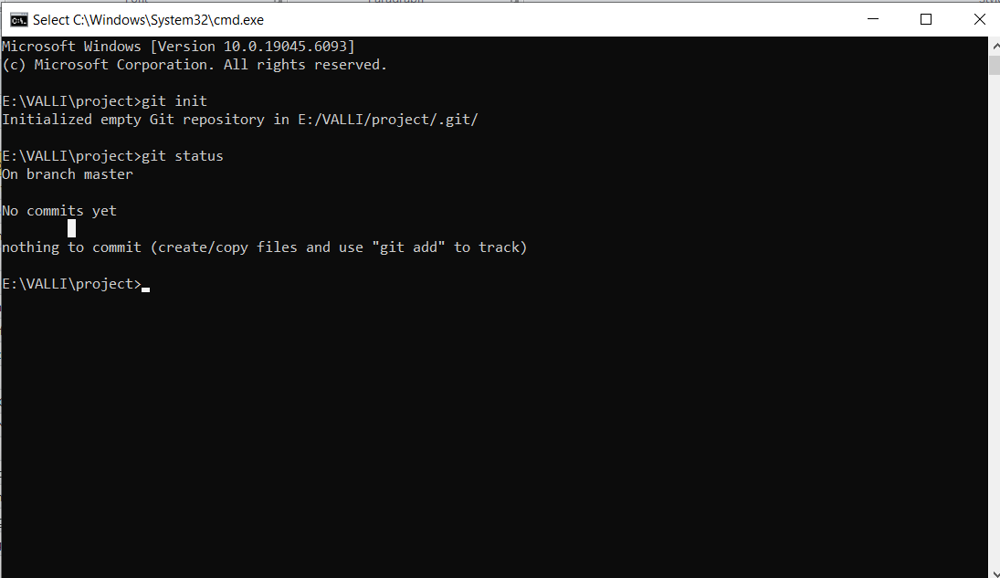 Select C:\Windows\System32\cmd.exe
Microsoft Windows [Version 10.0.19045.6093]
(c) Microsoft Corporation. All rights reserved.
E:\VALLI\project>git init
Initialized empty Git repository in E:/VALLI/project/.git/
E:\VALLI\project>git status
On branch master
No commits yet
nothing to commit (create/copy files and use "git add" to track)
E:\VALLI\project>